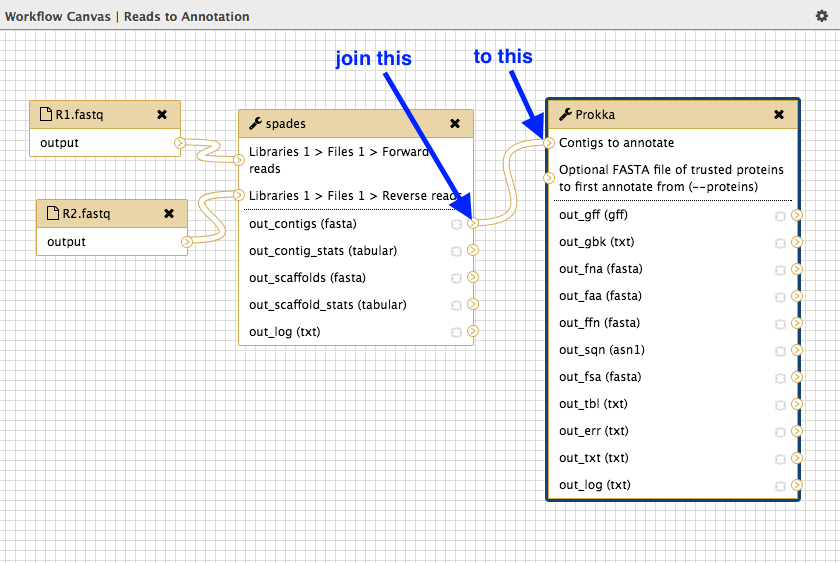 Workflow Canvas | Reads to Annotation
join this
to this
R1.fastq
output
R2.fastq
output
spades
Libraries 1 > Files 1 > Forward
reads
Libraries 1 > Files 1 > Reverse reads
out_contigs (fasta)
out_contig_stats (tabular)
out_scaffolds (fasta)
out_scaffold_stats (tabular)
out_log (txt)
Prokka
Contigs to annotate
Optional FASTA file of trusted proteins
to first annotate from (--proteins)
out_gff (gff)
out_gbk (txt)
out_fna (fasta)
out_faa (fasta)
out_ffn (fasta)
out_sqn (asn1)
out_fsa (fasta)
out_tbl (txt)
out_err (txt)
out_txt (txt)
out_log (txt)